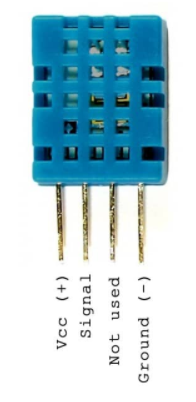 Vcc (+)
Signal
Not used
Ground (-)